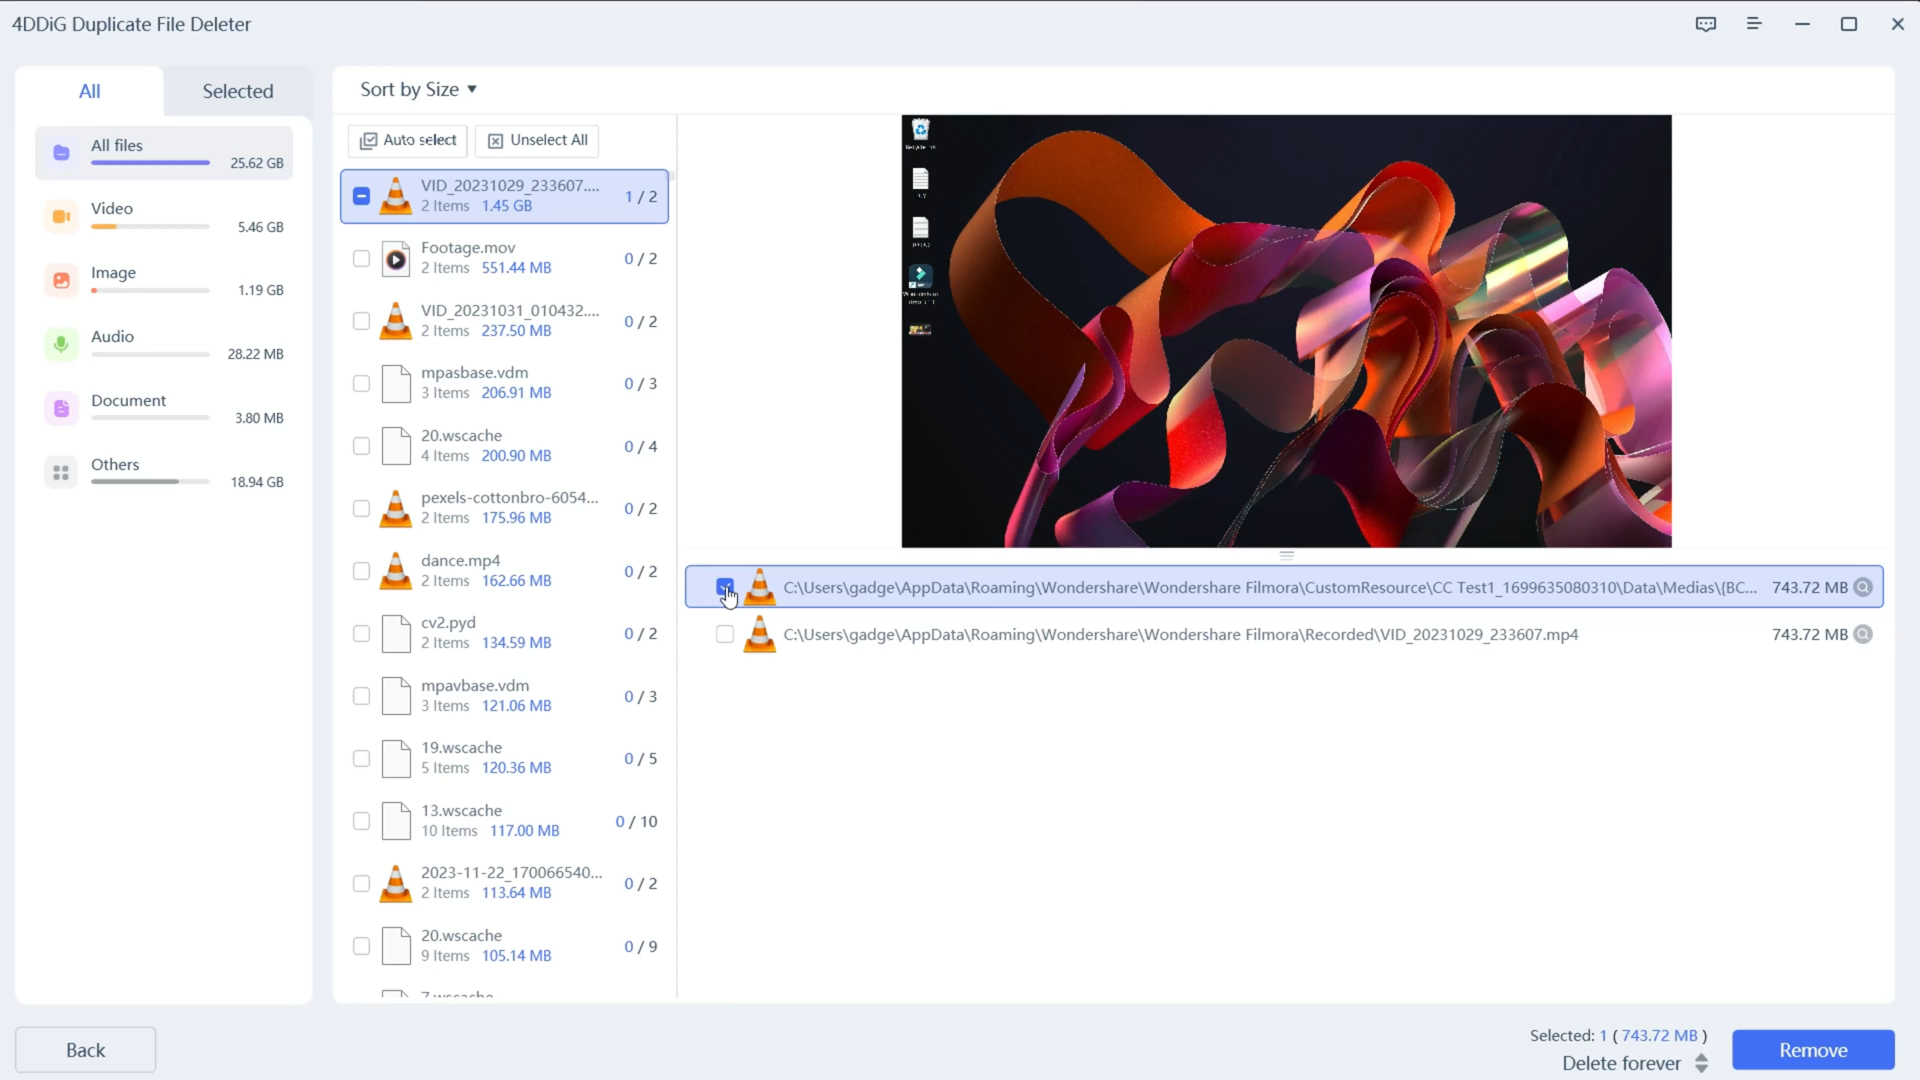 4DDiG Duplicate File Deleter
All
Selected
All files
25.62 GB
Video
5.46 GB
Image
1.19 GB
Audio
28.22 MB
Document
3.80 MB
Others
18.94 GB
Sort by Size
Auto select
Unselect All
VID_20231029_233607....
2 Items 1.45 GB
1 / 2
Footage.mov
2 Items 551.44 MB
0 / 2
VID_20231031_010432....
2 Items 237.50 MB
0 / 2
mpasbase.vdm
3 Items 206.91 MB
0 / 3
20.wscache
4 Items 200.90 MB
0 / 4
pexels-cottonbro-6054...
2 Items 175.96 MB
0 / 2
dance.mp4
2 Items 162.66 MB
0 / 2
cv2.pyd
2 Items 134.59 MB
0 / 2
mpavbase.vdm
3 Items 121.06 MB
0 / 3
19.wscache
5 Items 120.36 MB
0 / 5
13.wscache
10 Items 117.00 MB
0 / 10
2023-11-22_170066540...
2 Items 113.64 MB
0 / 2
20.wscache
9 Items 105.14 MB
0 / 9
7.wscache
Recycle Bin
C:\Users\gadge\AppData\Roaming\Wondershare\Wondershare Filmora\CustomResource\CC Test1_1699635080310\Data\Medias\{BC... 743.72 MB
C:\Users\gadge\AppData\Roaming\Wondershare\Wondershare Filmora\Recorded\VID_20231029_233607.mp4 743.72 MB
Back
Selected: 1 ( 743.72 MB )
Delete forever
Remove